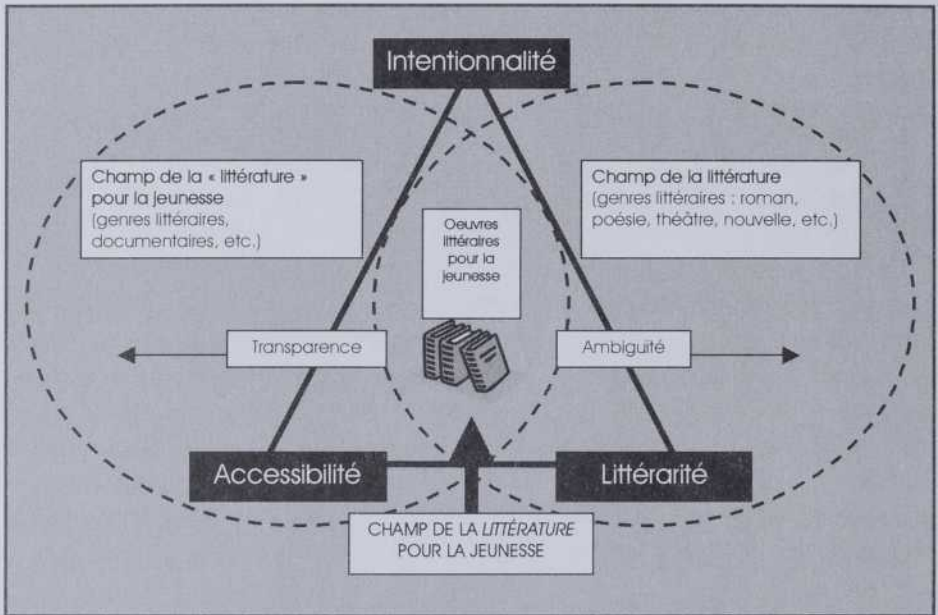 Intentionnalité
Champ de la « littérature »
pour la jeunesse
(genres littéraires,
documentaires, etc.)
Champ de la littérature
(genres littéraires : roman,
poésie, théâtre, nouvelle, etc.)
Oeuvres
littéraires
pour la
jeunesse
Transparence
Ambiguïté
Accessibilité
Littérarité
CHAMP DE LA LITTÉRATURE
POUR LA JEUNESSE